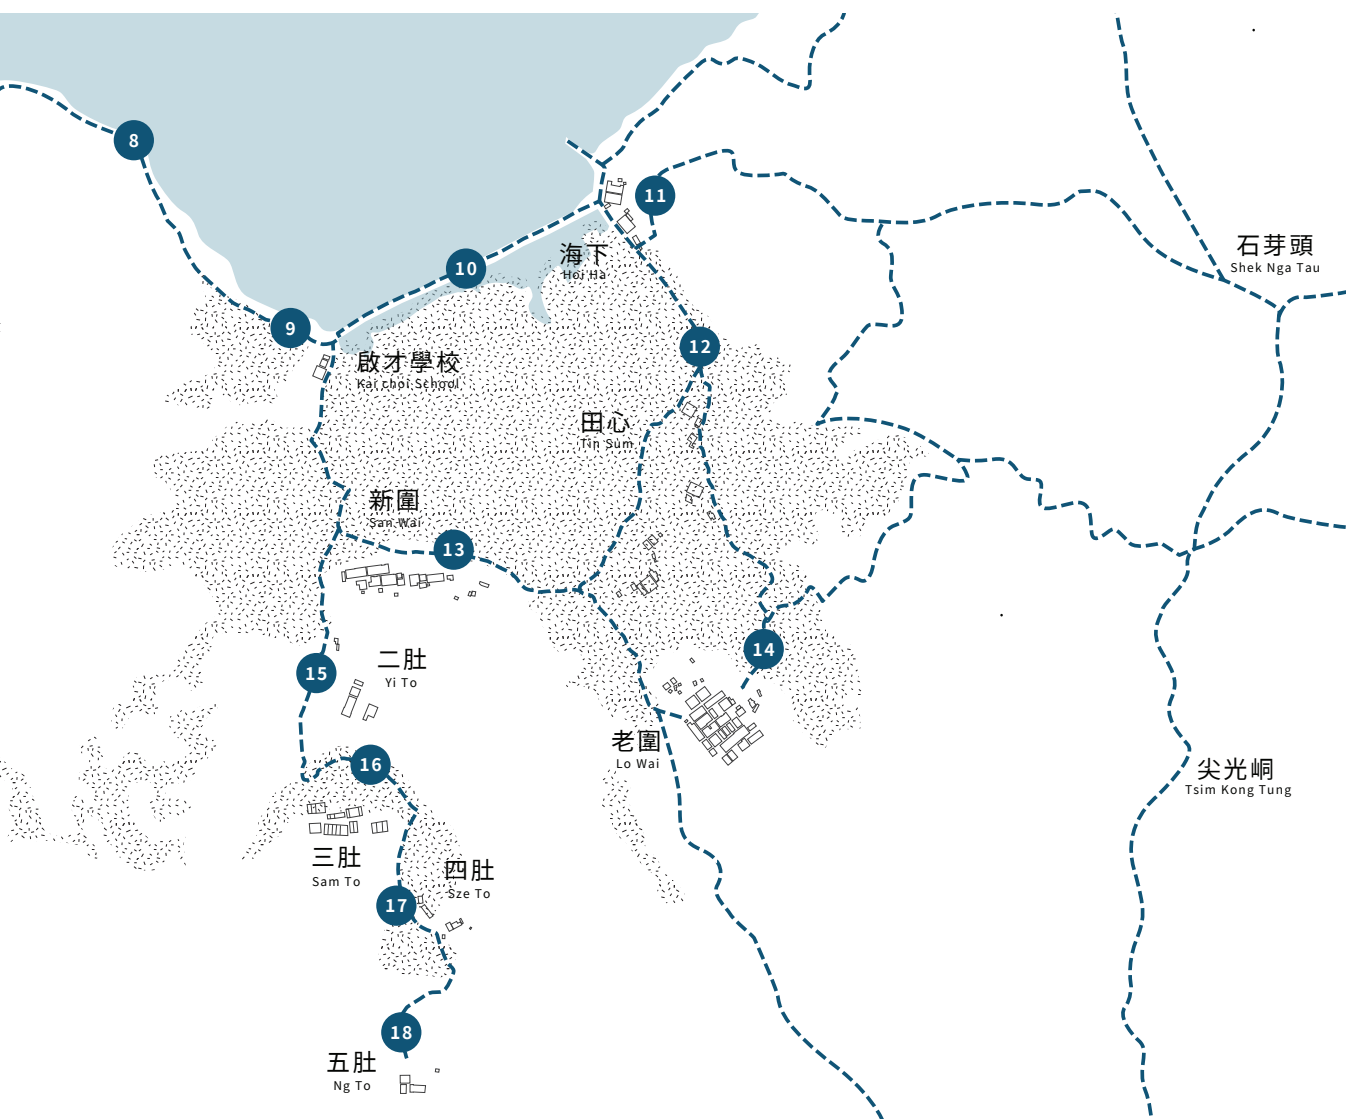 8
11
石芽頭
Shek Nga Tau
海下
Hoi Ha
10
9
12
啟才學校
Kai choi School
田心
Tin Sum
新圍
San Wai
13
14
二肚
Yi To
15
老圍
Lo Wai
16
尖光峒
Tsim Kong Tung
三肚
Sam To
四肚
Sze To
17
18
五肚
Ng To